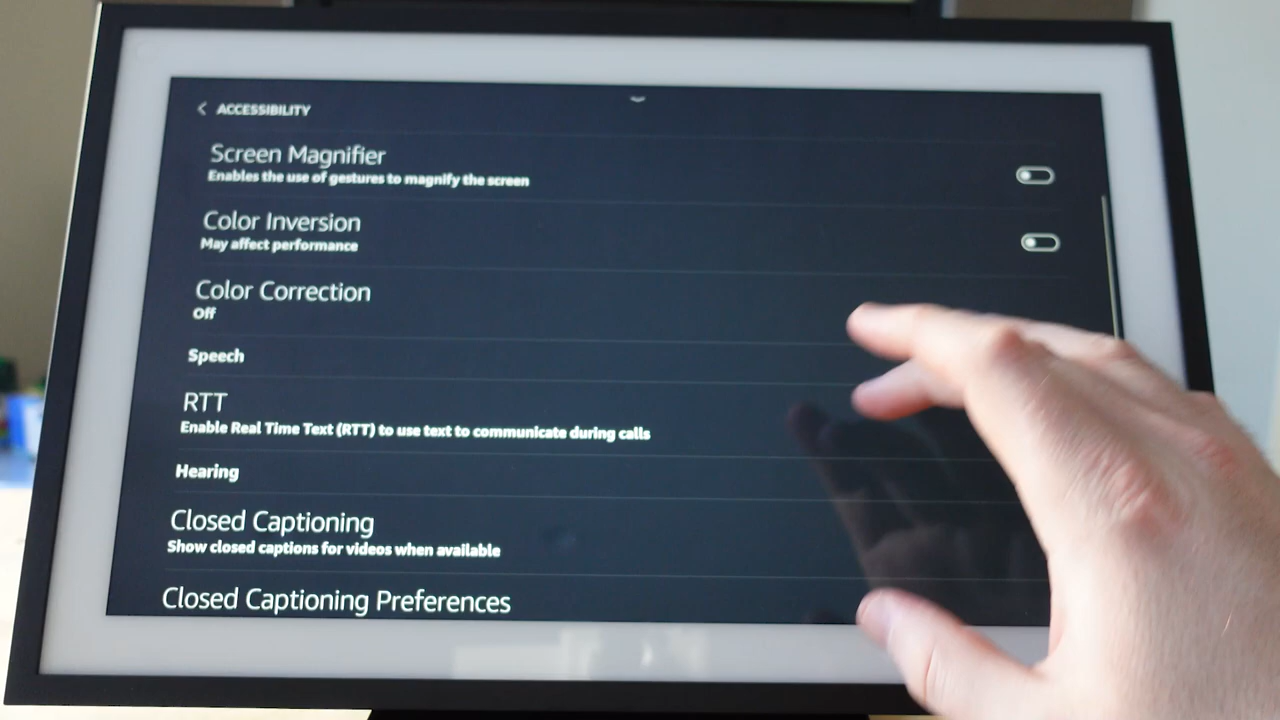 ACCESSIBILITY
Screen Magnifier
Enables the use of gestures to magnify the screen
Color Inversion
May affect performance
Color Correction
Off
Speech
RTT
Enable Real Time Text (RTT) to use text to communicate during calls
Hearing
Closed Captioning
Show closed captions for videos when available
Closed Captioning Preferences